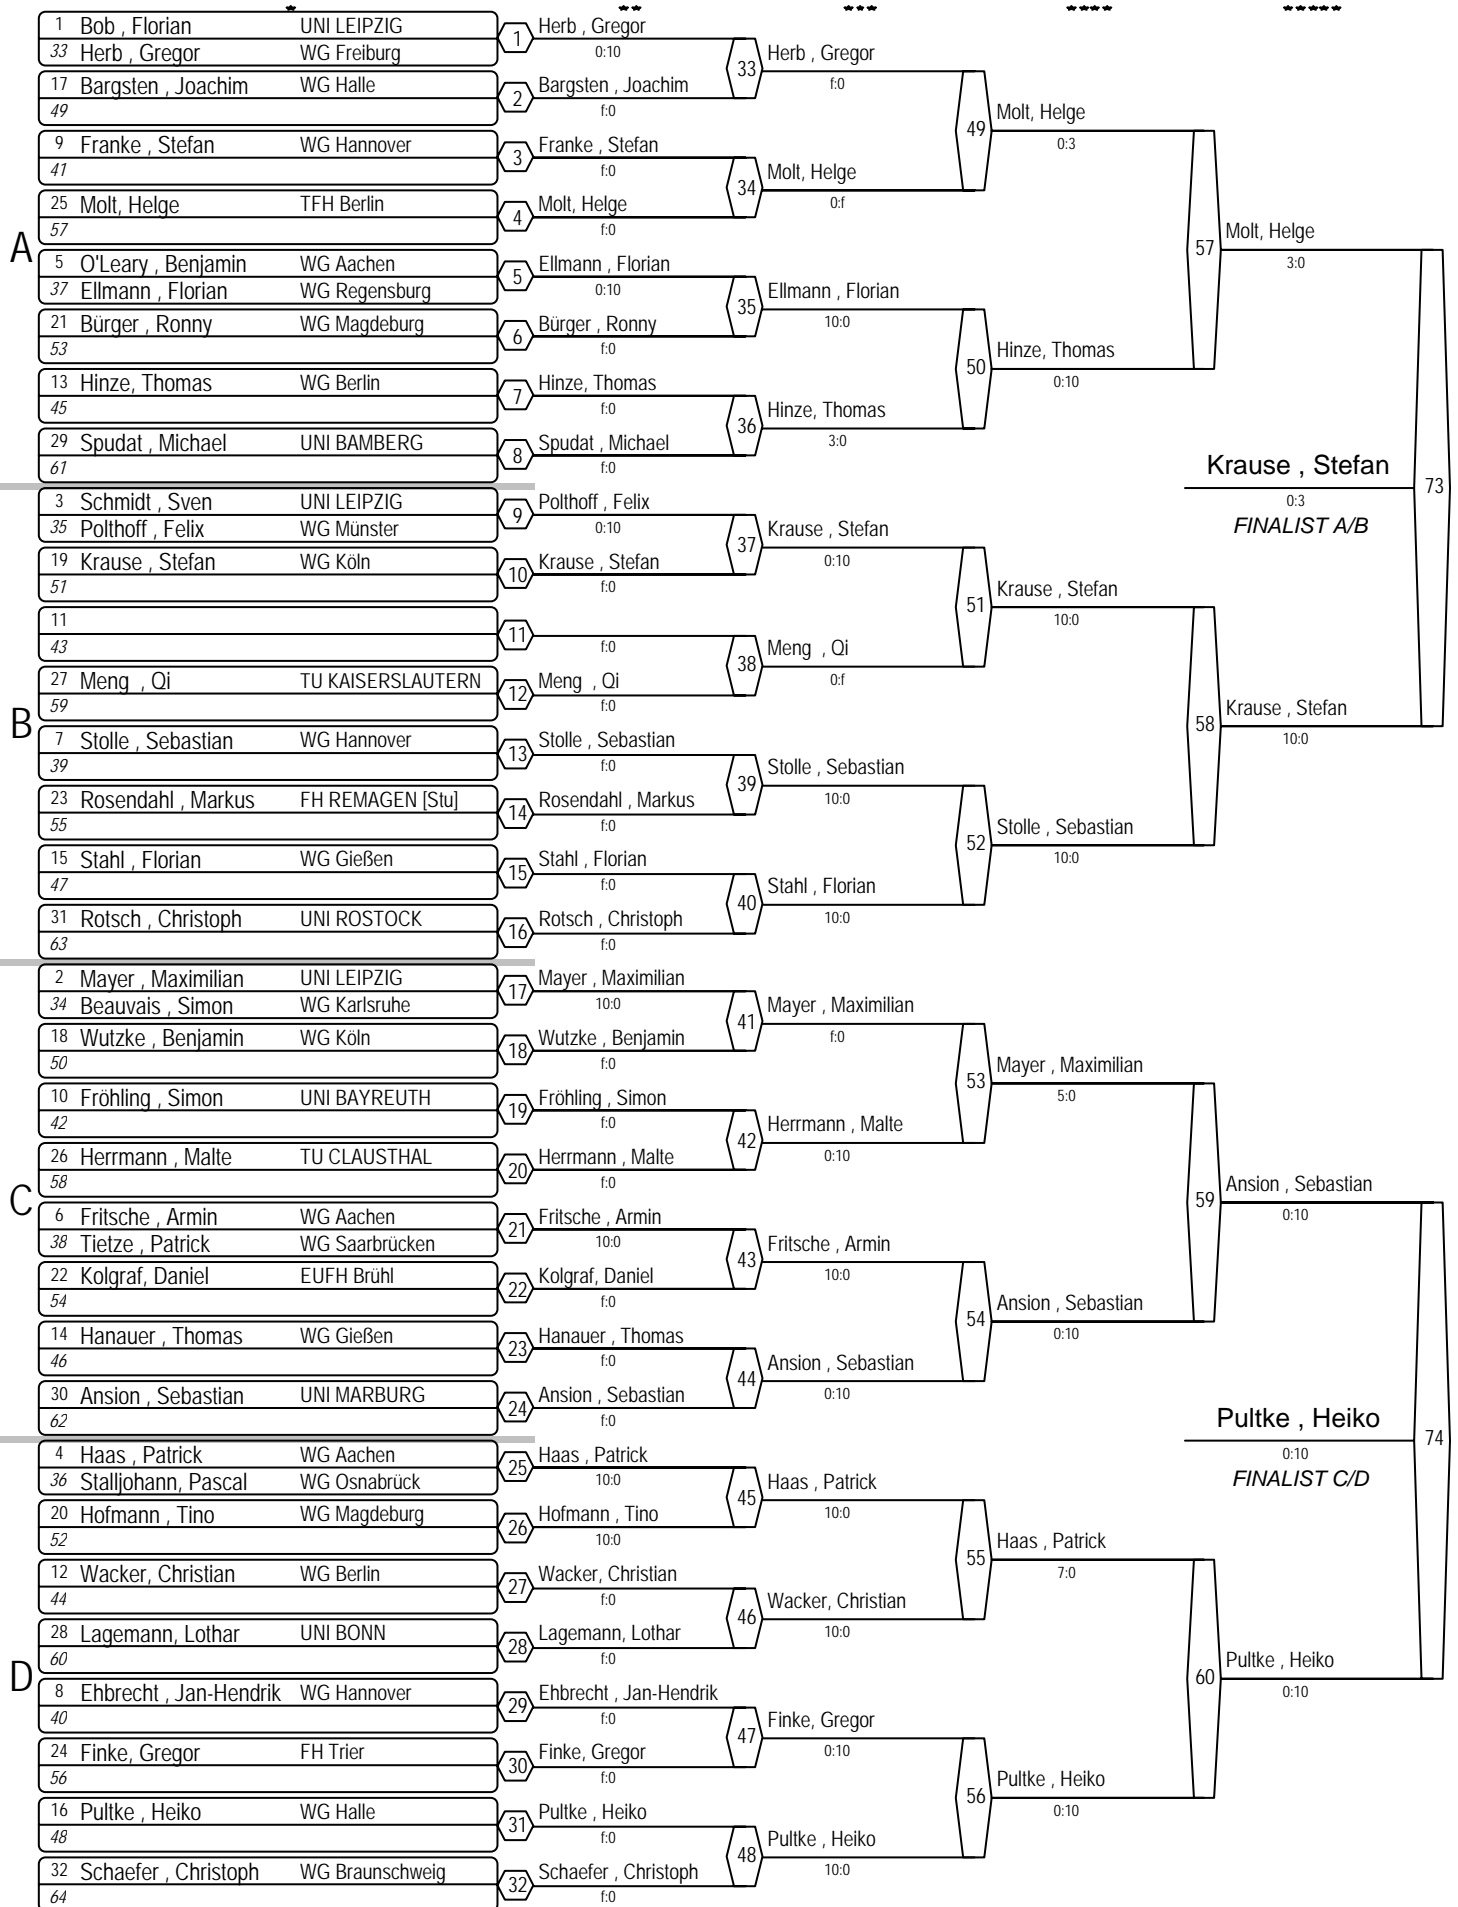 * ** *** **** *****
1 Bob , Florian UNI LEIPZIG
33 Herb , Gregor WG Freiburg
17 Bargsten , Joachim WG Halle
49
9 Franke , Stefan WG Hannover
41
25 Molt, Helge TFH Berlin
57
A
5 O'Leary , Benjamin WG Aachen
37 Ellmann , Florian WG Regensburg
21 Bürger , Ronny WG Magdeburg
53
13 Hinze, Thomas WG Berlin
45
29 Spudat , Michael UNI BAMBERG
61
3 Schmidt , Sven UNI LEIPZIG
35 Polthoff , Felix WG Münster
19 Krause , Stefan WG Köln
51
11
43
27 Meng , Qi TU KAISERSLAUTERN
59
B
7 Stolle , Sebastian WG Hannover
39
23 Rosendahl , Markus FH REMAGEN [Stu]
55
15 Stahl , Florian WG Gießen
47
31 Rotsch , Christoph UNI ROSTOCK
63
2 Mayer , Maximilian UNI LEIPZIG
34 Beauvais , Simon WG Karlsruhe
18 Wutzke , Benjamin WG Köln
50
10 Fröhling , Simon UNI BAYREUTH
42
26 Herrmann , Malte TU CLAUSTHAL
58
C
6 Fritsche , Armin WG Aachen
38 Tietze , Patrick WG Saarbrücken
22 Kolgraf, Daniel EUFH Brühl
54
14 Hanauer , Thomas WG Gießen
46
30 Ansion , Sebastian UNI MARBURG
62
4 Haas , Patrick WG Aachen
36 Stalljohann, Pascal WG Osnabrück
20 Hofmann , Tino WG Magdeburg
52
12 Wacker, Christian WG Berlin
44
28 Lagemann, Lothar UNI BONN
60
D
8 Ehbrecht , Jan-Hendrik WG Hannover
40
24 Finke, Gregor FH Trier
56
16 Pultke , Heiko WG Halle
48
32 Schaefer , Christoph WG Braunschweig
64
1 Herb , Gregor
0:10
2 Bargsten , Joachim
f:0
3 Franke , Stefan
f:0
4 Molt, Helge
f:0
5 Ellmann , Florian
0:10
6 Bürger , Ronny
f:0
7 Hinze, Thomas
f:0
8 Spudat , Michael
f:0
9 Polthoff , Felix
0:10
10 Krause , Stefan
f:0
11
f:0
12 Meng , Qi
f:0
13 Stolle , Sebastian
f:0
14 Rosendahl , Markus
f:0
15 Stahl , Florian
f:0
16 Rotsch , Christoph
f:0
17 Mayer , Maximilian
10:0
18 Wutzke , Benjamin
f:0
19 Fröhling , Simon
f:0
20 Herrmann , Malte
f:0
21 Fritsche , Armin
10:0
22 Kolgraf, Daniel
f:0
23 Hanauer , Thomas
f:0
24 Ansion , Sebastian
f:0
25 Haas , Patrick
10:0
26 Hofmann , Tino
10:0
27 Wacker, Christian
f:0
28 Lagemann, Lothar
f:0
29 Ehbrecht , Jan-Hendrik
f:0
30 Finke, Gregor
f:0
31 Pultke , Heiko
f:0
32 Schaefer , Christoph
f:0
33 Herb , Gregor
f:0
34 Molt, Helge
0:f
35 Ellmann , Florian
10:0
36 Hinze, Thomas
3:0
37 Krause , Stefan
0:10
38 Meng , Qi
0:f
39 Stolle , Sebastian
10:0
40 Stahl , Florian
10:0
41 Mayer , Maximilian
f:0
42 Herrmann , Malte
0:10
43 Fritsche , Armin
10:0
44 Ansion , Sebastian
0:10
45 Haas , Patrick
10:0
46 Wacker, Christian
10:0
47 Finke, Gregor
0:10
48 Pultke , Heiko
10:0
49 Molt, Helge
0:3
50 Hinze, Thomas
0:10
51 Krause , Stefan
10:0
52 Stolle , Sebastian
10:0
53 Mayer , Maximilian
5:0
54 Ansion , Sebastian
0:10
55 Haas , Patrick
7:0
56 Pultke , Heiko
0:10
57 Molt, Helge
3:0
58 Krause , Stefan
10:0
59 Ansion , Sebastian
0:10
60 Pultke , Heiko
0:10
Krause , Stefan 73
0:3
FINALIST A/B
Pultke , Heiko 74
0:10
FINALIST C/D